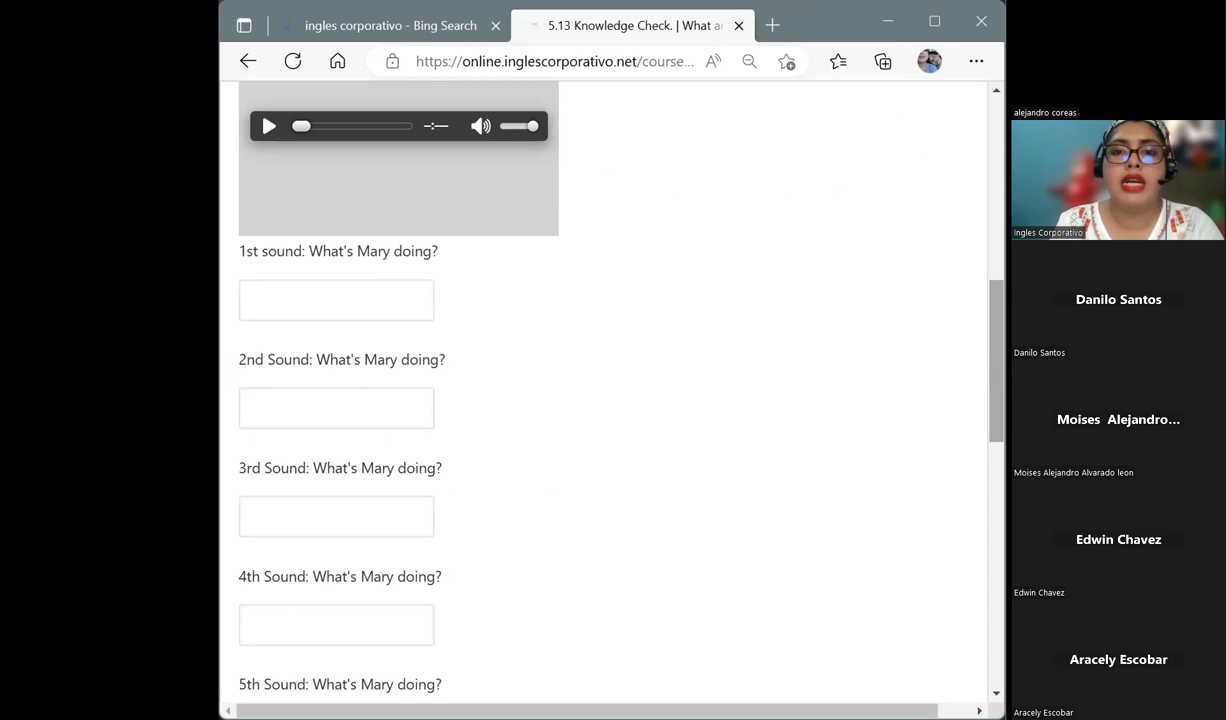 ingles corporativo - Bing Search
5.13 Knowledge Check. | What ar
https://online.inglescorporativo.net/course...
alejandro coreas
Ingles Corporativo
1st sound: What's Mary doing?
2nd Sound: What's Mary doing?
3rd Sound: What's Mary doing?
4th Sound: What's Mary doing?
5th Sound: What's Mary doing?
Danilo Santos
Danilo Santos
Moises Alejandro...
Moises Alejandro Alvarado leon
Edwin Chavez
Edwin Chavez
Aracely Escobar
Aracely Escobar